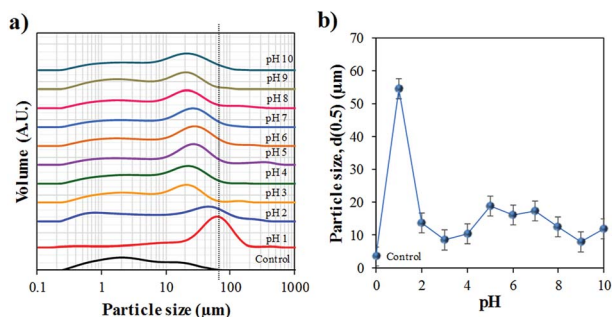 a)
Volume (A.U.)
pH 10
pH 9
pH 8
pH 7
pH 6
pH 5
pH 4
pH 3
pH 2
pH 1
Control
0.1 1 10 100 1000
Particle size (µm)
b)
Particle size, d(0.5) (µm)
70
60
50
40
30
20
10
0
Control
0 2 4 6 8 10
pH